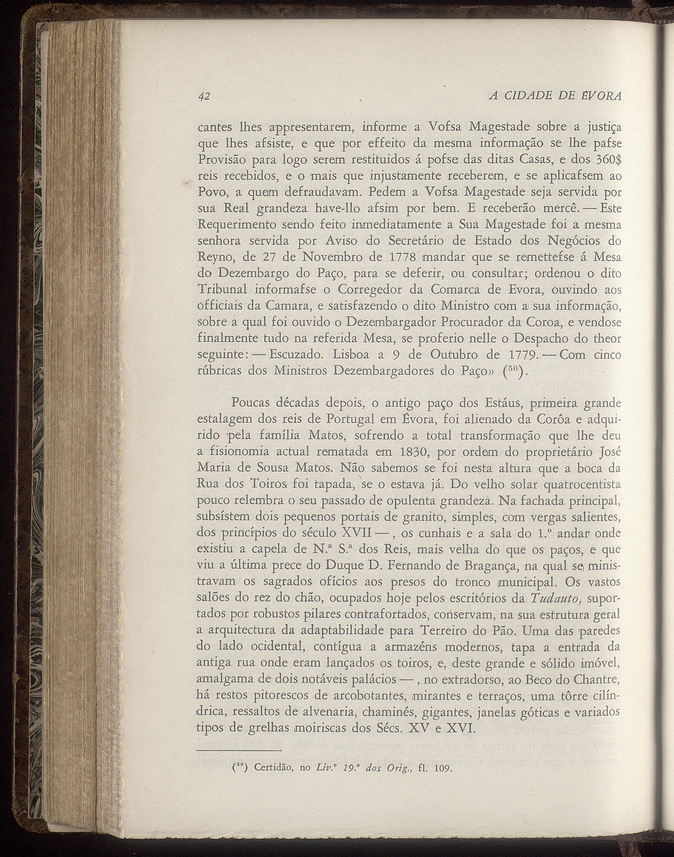 42 A CIDADE DE ÉVORA
cantes lhes appresentarem, informe a Vofsa Magestade sobre a justiça
que lhes afsiste, e que por effeito da mesma informação se lhe pafse
Provisão para logo serem restituidos á pofse das ditas Casas, e dos 360$
reis recebidos, e o mais que injustamente receberem, e se aplicafsem ao
Povo, a quem defraudavam. Pedem a Vofsa Magestade seja servida por
sua Real grandeza have-llo afsim por bem. E receberão mercê. — Este
Requerimento sendo feito inmediatamente a Sua Magestade foi a mesma
senhora servida por Aviso do Secretário de Estado dos Negócios do
Reyno, de 27 de Novembro de 1778 mandar que se remettefse á Mesa
do Dezembargo do Paço, para se deferir, ou consultar; ordenou o dito
Tribunal informafse o Corregedor da Comarca de Evora, ouvindo aos
officiais da Camara, e satisfazendo o dito Ministro com a sua informação,
sobre a qual foi ouvido o Dezembargador Procurador da Coroa, e vendose
finalmente tudo na referida Mesa, se proferio nelle o Despacho do theor
seguinte: — Escuzado. Lisboa a 9 de Outubro de 1779. — Com cinco
rúbricas dos Ministros Dezembargadores do Paço» (⁵⁰).
Poucas décadas depois, o antigo paço dos Estáus, primeira grande
estalagem dos reis de Portugal em Évora, foi alienado da Corôa e adqui-
rido pela família Matos, sofrendo a total transformação que lhe deu
a fisionomia actual rematada em 1830, por ordem do proprietário José
Maria de Sousa Matos. Não sabemos se foi nesta altura que a boca da
Rua dos Toiros foi tapada, se o estava já. Do velho solar quatrocentista
pouco relembra o seu passado de opulenta grandeza. Na fachada príncipal,
subsístem dois pequenos portais de granito, simples, com vergas salientes,
dos princípios do século XVII — , os cunhais e a sala do 1.º andar onde
existiu a capela de N.ª S.ª dos Reis, mais velha do que os paços, e que
viu a última prece do Duque D. Fernando de Bragança, na qual se minis-
travam os sagrados ofícios aos presos do tronco municipal. Os vastos
salões do rez do chão, ocupados hoje pelos escritórios da Tudauto, supor-
tados por robustos pilares contrafortados, conservam, na sua estrutura geral
a arquitectura da adaptabilidade para Terreiro do Pão. Uma das paredes
do lado ocidental, contígua a armazéns modernos, tapa a entrada da
antiga rua onde eram lançados os toiros, e, deste grande e sólido imóvel,
amalgama de dois notáveis palácios — , no extradorso, ao Beco do Chantre,
há restos pitorescos de arcobotantes, mirantes e terraços, uma tôrre cilín-
drica, ressaltos de alvenaria, chaminés, gigantes, janelas góticas e variados
tipos de grelhas moiriscas dos Sécs. XV e XVI.
(⁵⁰) Certidão, no Liv.º 19.º dos Orig., fl. 109.